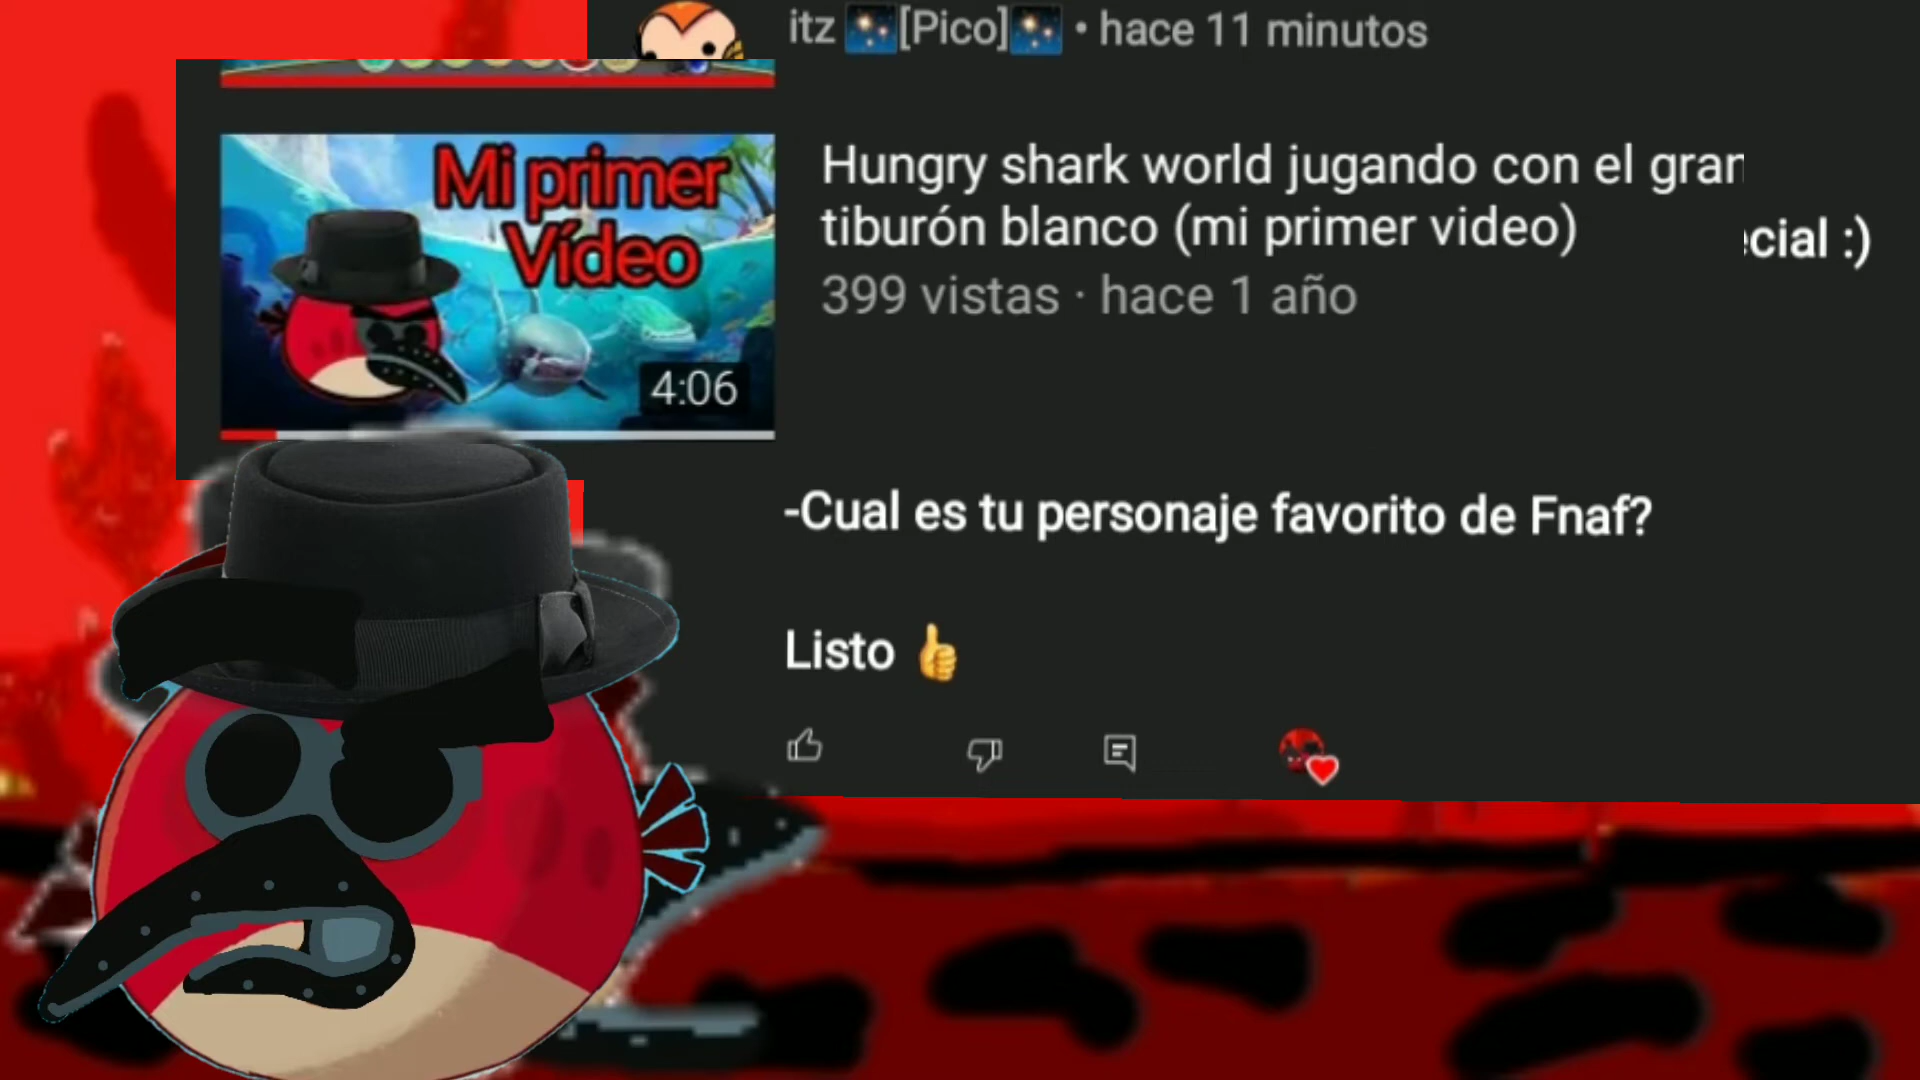 itz 🎇[Pico]🎇 • hace 11 minutos
Mi primer
Vídeo
4:06
Hungry shark world jugando con el gran
tiburón blanco (mi primer video)
ecial :)
399 vistas · hace 1 año
-Cual es tu personaje favorito de Fnaf?
Listo 👍